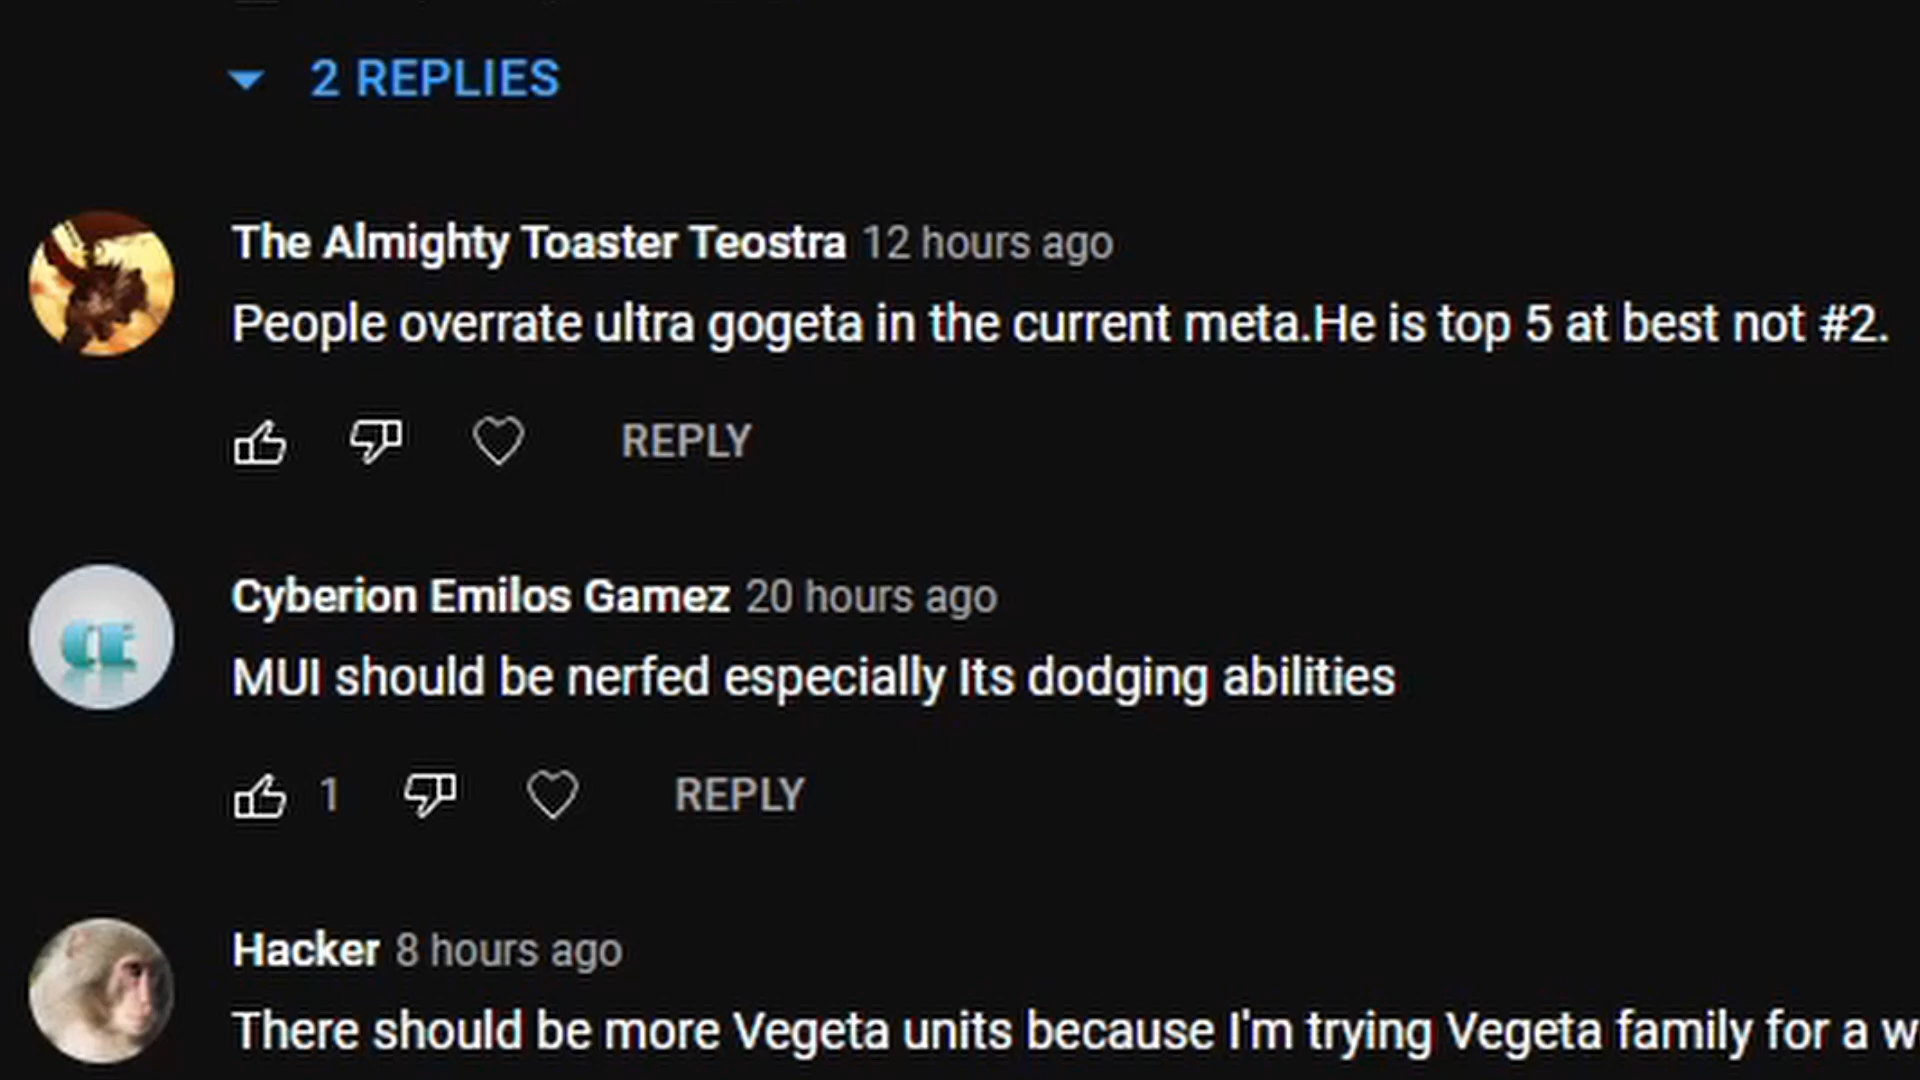 2 REPLIES
The Almighty Toaster Teostra 12 hours ago
People overrate ultra gogeta in the current meta.He is top 5 at best not #2.
REPLY
Cyberion Emilos Gamez 20 hours ago
MUI should be nerfed especially Its dodging abilities
1 REPLY
Hacker 8 hours ago
There should be more Vegeta units because I'm trying Vegeta family for a